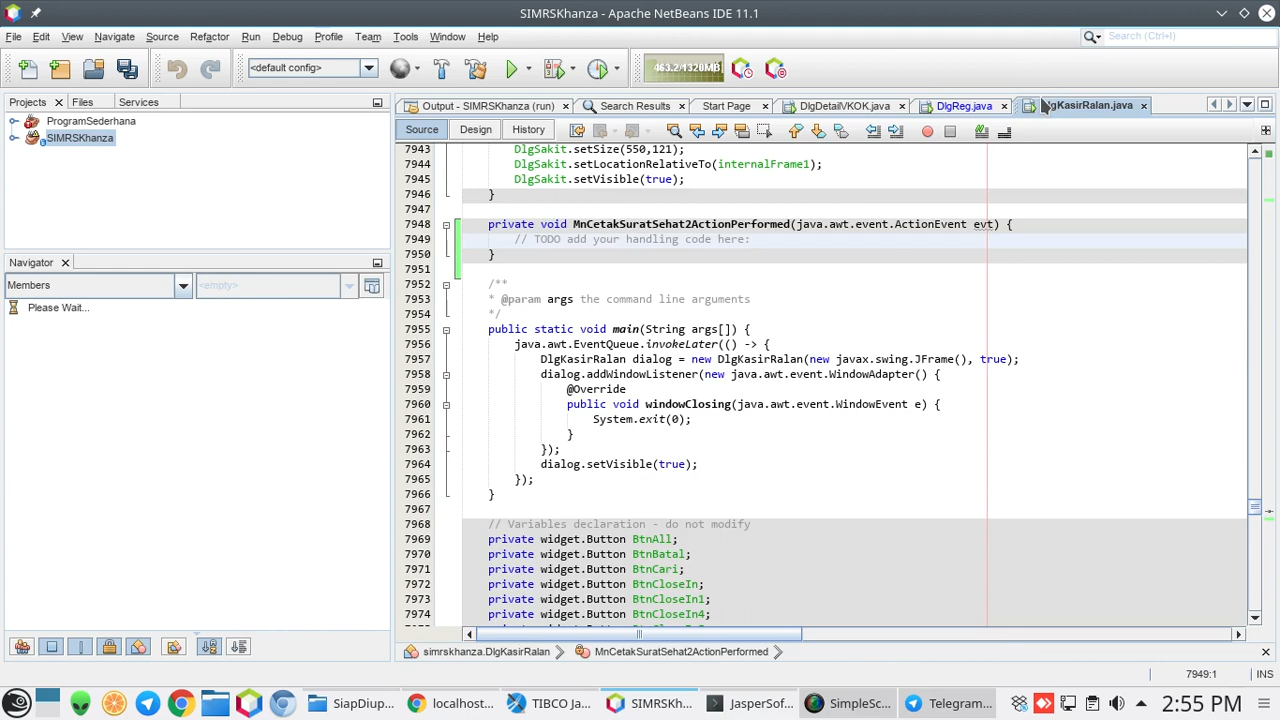 SIMRSKhanza - Apache NetBeans IDE 11.1
File Edit View Navigate Source Refactor Run Debug Profile Team Tools Window Help
Search (Ctrl+I)
<default config>
463.2/1320MB
Projects Files Services
Output - SIMRSKhanza (run) Search Results Start Page DlgDetailVKOK.java DlgReg.java lgKasirRalan.java
ProgramSederhana
SIMRSKhanza
Source Design History
7943 DlgSakit.setSize(550,121);
7944 DlgSakit.setLocationRelativeTo(internalFrame1);
7945 DlgSakit.setVisible(true);
7946 }
7947
7948 private void MnCetakSuratSehat2ActionPerformed(java.awt.event.ActionEvent evt) {
7949 // TODO add your handling code here:
7950 }
7951
7952 /**
7953 * @param args the command line arguments
7954 */
7955 public static void main(String args[]) {
7956 java.awt.EventQueue.invokeLater(() -> {
7957 DlgKasirRalan dialog = new DlgKasirRalan(new javax.swing.JFrame(), true);
7958 dialog.addWindowListener(new java.awt.event.WindowAdapter() {
7959 @Override
7960 public void windowClosing(java.awt.event.WindowEvent e) {
7961 System.exit(0);
7962 }
7963 });
7964 dialog.setVisible(true);
7965 });
7966 }
7967
7968 // Variables declaration - do not modify
7969 private widget.Button BtnAll;
7970 private widget.Button BtnBatal;
7971 private widget.Button BtnCari;
7972 private widget.Button BtnCloseIn;
7973 private widget.Button BtnCloseIn1;
7974 private widget.Button BtnCloseIn4;
Navigator
Members
<empty>
Please Wait...
simrskhanza.DlgKasirRalan MnCetakSuratSehat2ActionPerformed
7949:1 INS
SiapDiup... localhost... TIBCO Ja... SIMRSKh... JasperSof... SimpleSc... Telegram... 2:55 PM